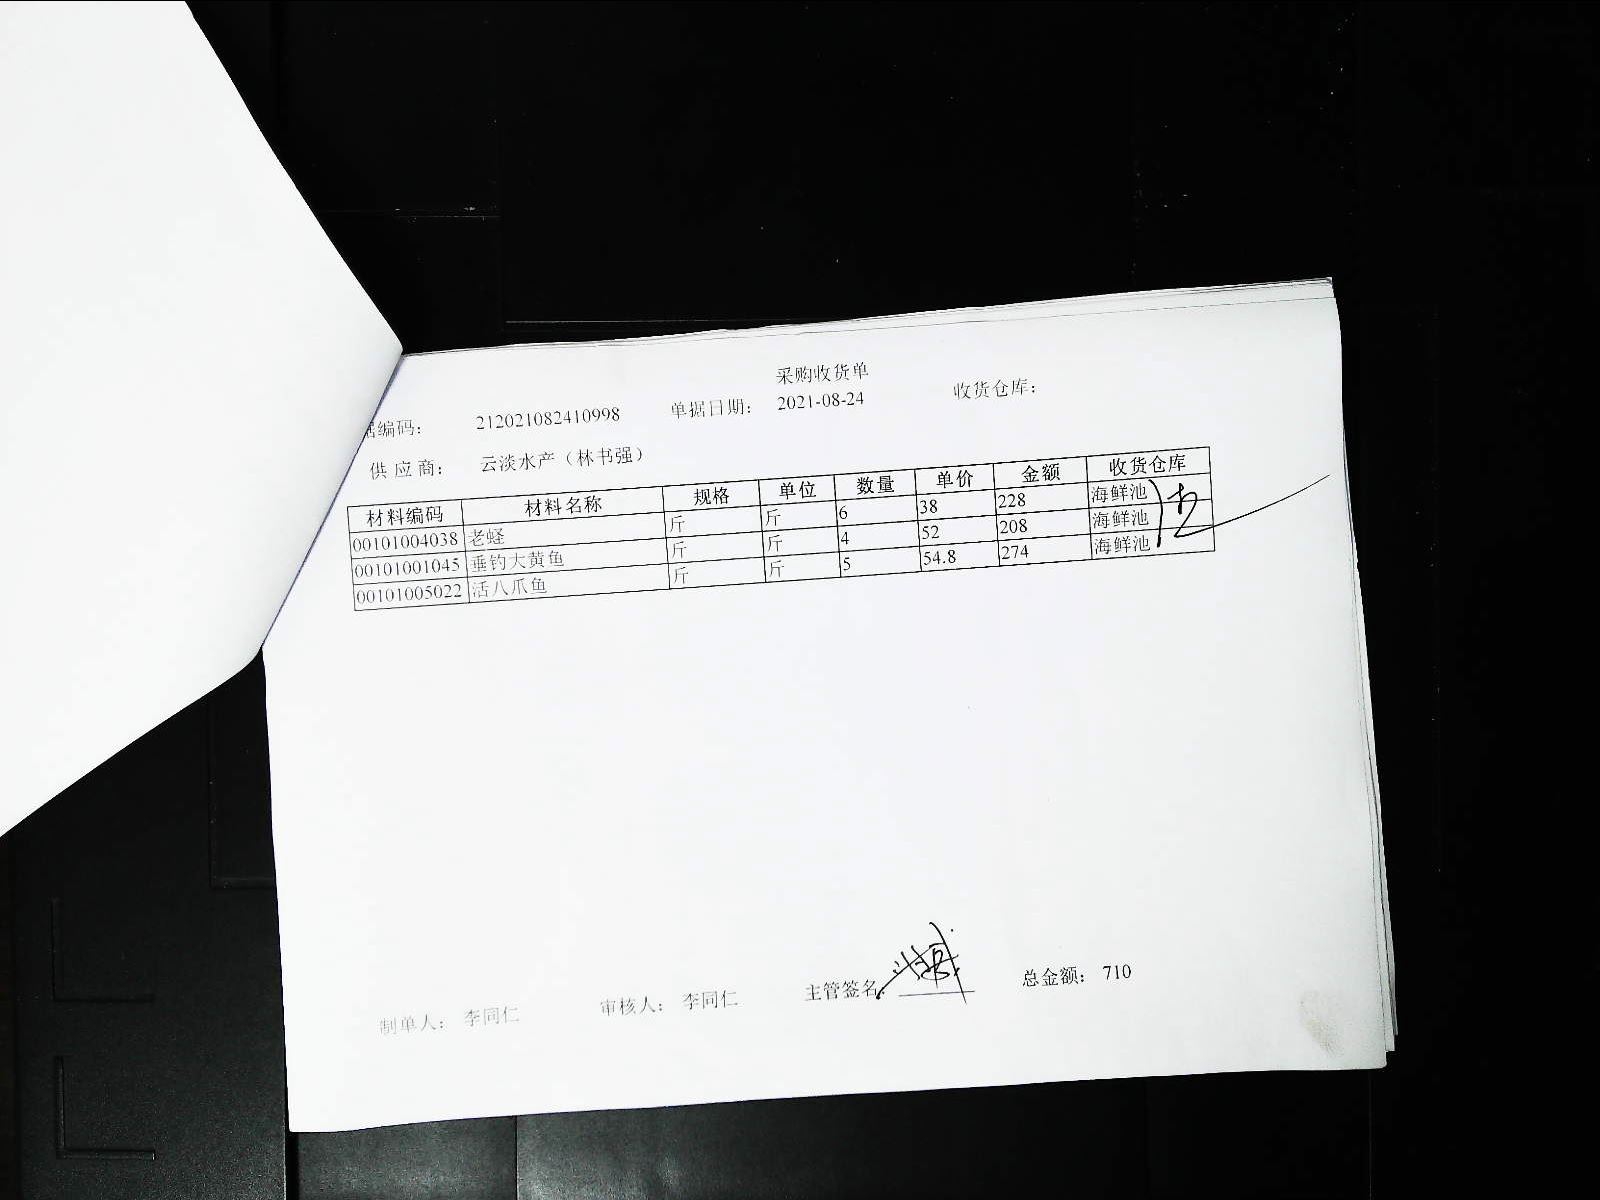 采购收货单
据编码： 212021082410998 单据日期： 2021-08-24 收货仓库：
供应商： 云淡水产（林书强）
材料编码 材料名称 规格 单位 数量 单价 金额 收货仓库
00101004038 老蛏 斤 斤 6 38 228 海鲜池
00101001045 垂钓大黄鱼 斤 斤 4 52 208 海鲜池
00101005022 活八爪鱼 斤 斤 5 54.8 274 海鲜池
制单人： 李同仁 审核人： 李同仁 主管签名： 总金额： 710